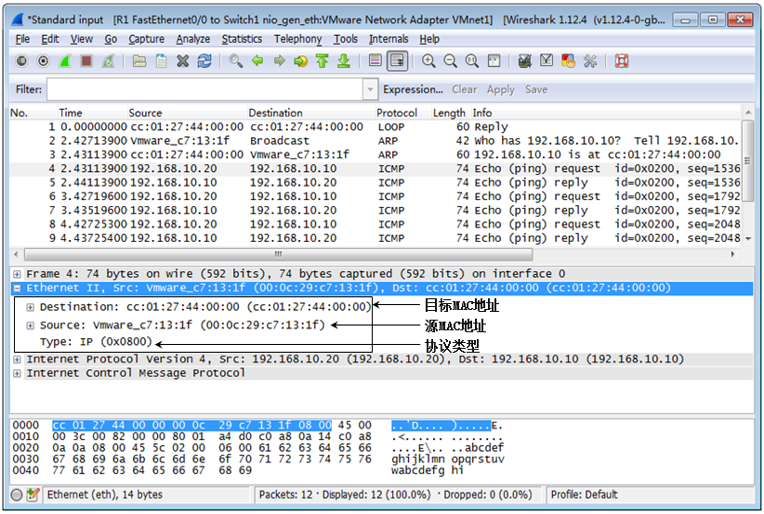 *Standard input [R1 FastEthernet0/0 to Switch1 nio_gen_eth:VMware Network Adapter VMnet1] [Wireshark 1.12.4 (v1.12.4-0-gb...
File Edit View Go Capture Analyze Statistics Telephony Tools Internals Help
Filter: Expression... Clear Apply Save
No. Time Source Destination Protocol Length Info
1 0.00000000 cc:01:27:44:00:00 cc:01:27:44:00:00 LOOP 60 Reply
2 2.42713900 Vmware_c7:13:1f Broadcast ARP 42 Who has 192.168.10.10? Tell 192.168.10.
3 2.43113900 cc:01:27:44:00:00 Vmware_c7:13:1f ARP 60 192.168.10.10 is at cc:01:27:44:00:00
4 2.43113900 192.168.10.20 192.168.10.10 ICMP 74 Echo (ping) request id=0x0200, seq=1536
5 2.44113900 192.168.10.10 192.168.10.20 ICMP 74 Echo (ping) reply id=0x0200, seq=1536
6 3.42719600 192.168.10.20 192.168.10.10 ICMP 74 Echo (ping) request id=0x0200, seq=1792
7 3.43519600 192.168.10.10 192.168.10.20 ICMP 74 Echo (ping) reply id=0x0200, seq=1792
8 4.42725300 192.168.10.20 192.168.10.10 ICMP 74 Echo (ping) request id=0x0200, seq=2048
9 4.43725400 192.168.10.10 192.168.10.20 ICMP 74 Echo (ping) reply id=0x0200, seq=2048
Frame 4: 74 bytes on wire (592 bits), 74 bytes captured (592 bits) on interface 0
Ethernet II, Src: Vmware_c7:13:1f (00:0c:29:c7:13:1f), Dst: cc:01:27:44:00:00 (cc:01:27:44:00:00)
Destination: cc:01:27:44:00:00 (cc:01:27:44:00:00) 目标MAC地址
Source: Vmware_c7:13:1f (00:0c:29:c7:13:1f) 源MAC地址
Type: IP (0x0800) 协议类型
Internet Protocol Version 4, Src: 192.168.10.20 (192.168.10.20), Dst: 192.168.10.10 (192.168.10.10)
Internet Control Message Protocol
0000 cc 01 27 44 00 00 00 0c 29 c7 13 1f 08 00 45 00 ..'D.... ).....E.
0010 00 3c 00 82 00 00 80 01 a4 d0 c0 a8 0a 14 c0 a8 .<...... ........
0020 0a 0a 08 00 45 5c 02 00 06 00 61 62 63 64 65 66 ....E\.. ..abcdef
0030 67 68 69 6a 6b 6c 6d 6e 6f 70 71 72 73 74 75 76 ghijklmn opqrstuv
0040 77 61 62 63 64 65 66 67 68 69 wabcdefg hi
Ethernet (eth), 14 bytes Packets: 12 · Displayed: 12 (100.0%) · Dropped: 0 (0.0%) Profile: Default